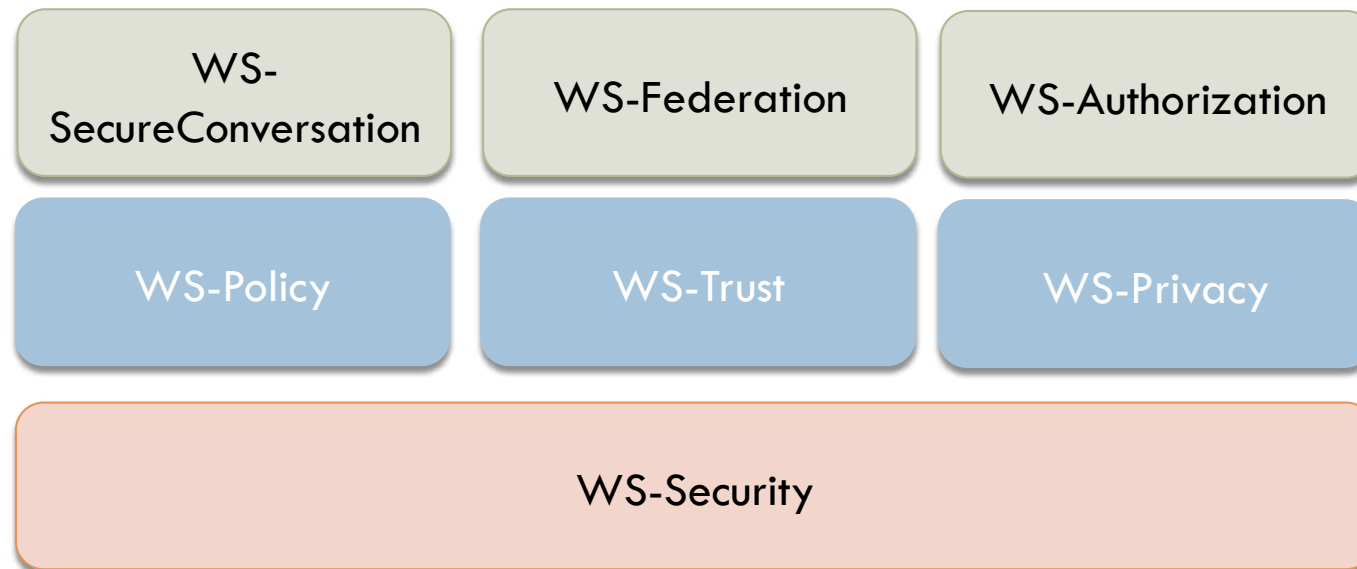 WS-
SecureConversation
WS-Federation
WS-Authorization
WS-Policy
WS-Trust
WS-Privacy
WS-Security